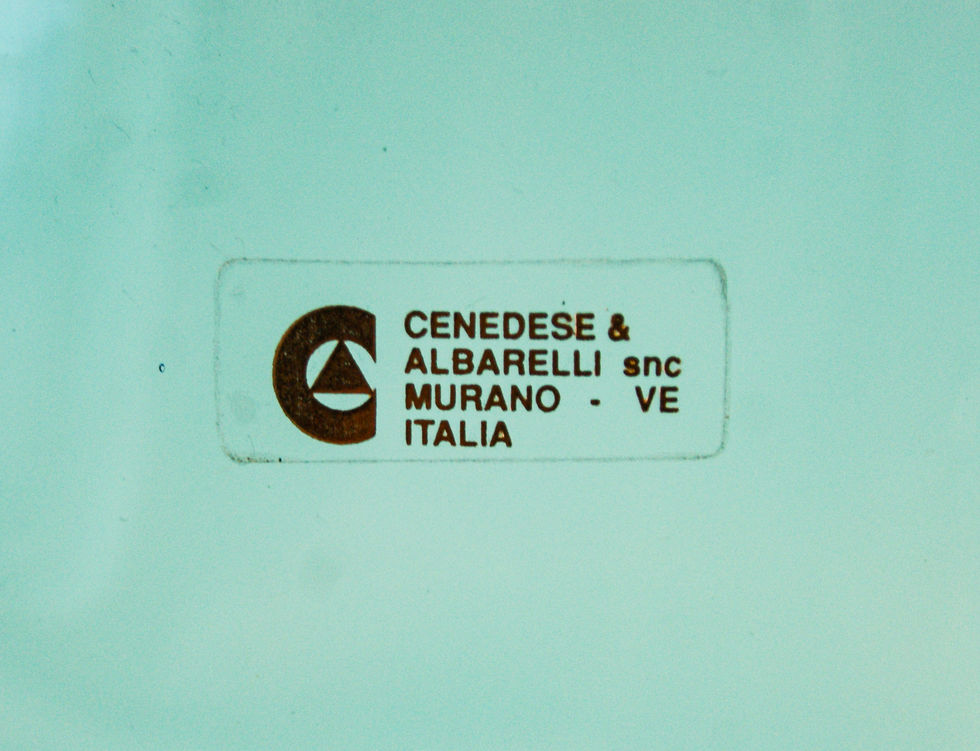 CENEDESE &
ALBARELLI snc
MURANO - VE
ITALIA